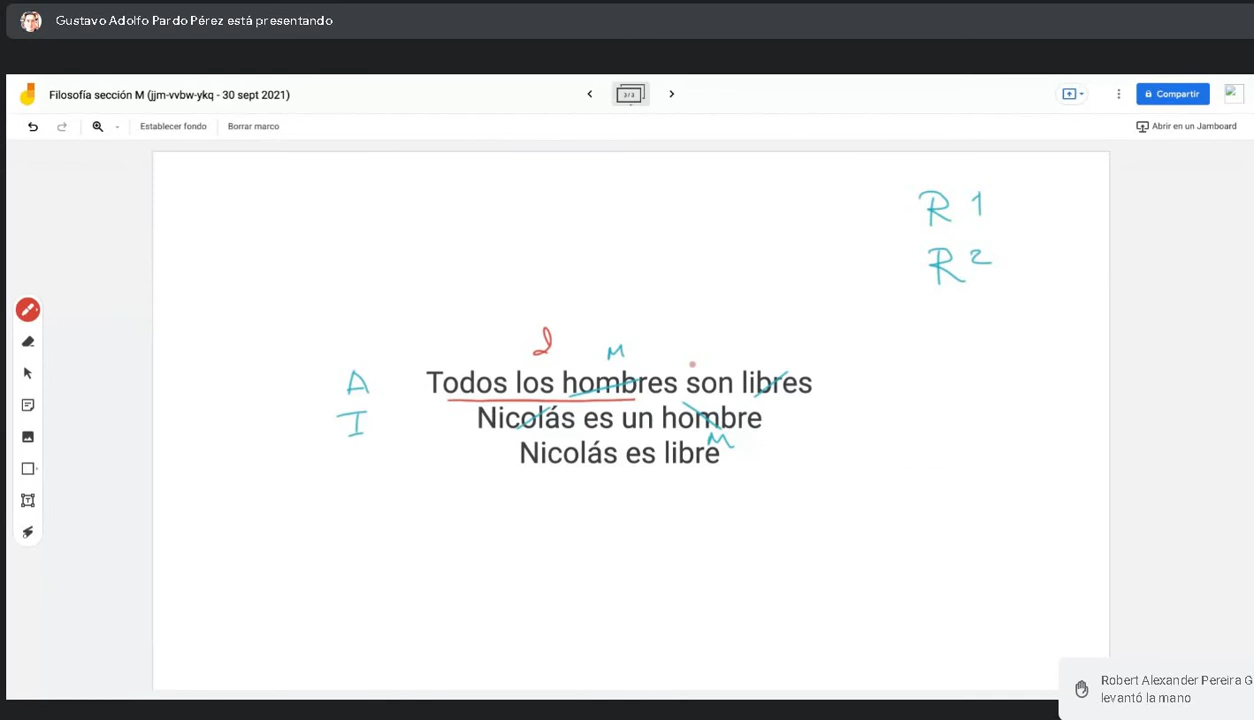 Gustavo Adolfo Pardo Pérez está presentando
Filosofía sección M (jjm-vvbw-ykq - 30 sept 2021)
3/3
Compartir
Establecer fondo
Borrar marco
Abrir en un Jamboard
R 1
R 2
d M
A Todos los hombres son libres
I Nicolás es un hombre
M
Nicolás es libre
Robert Alexander Pereira G
levantó la mano